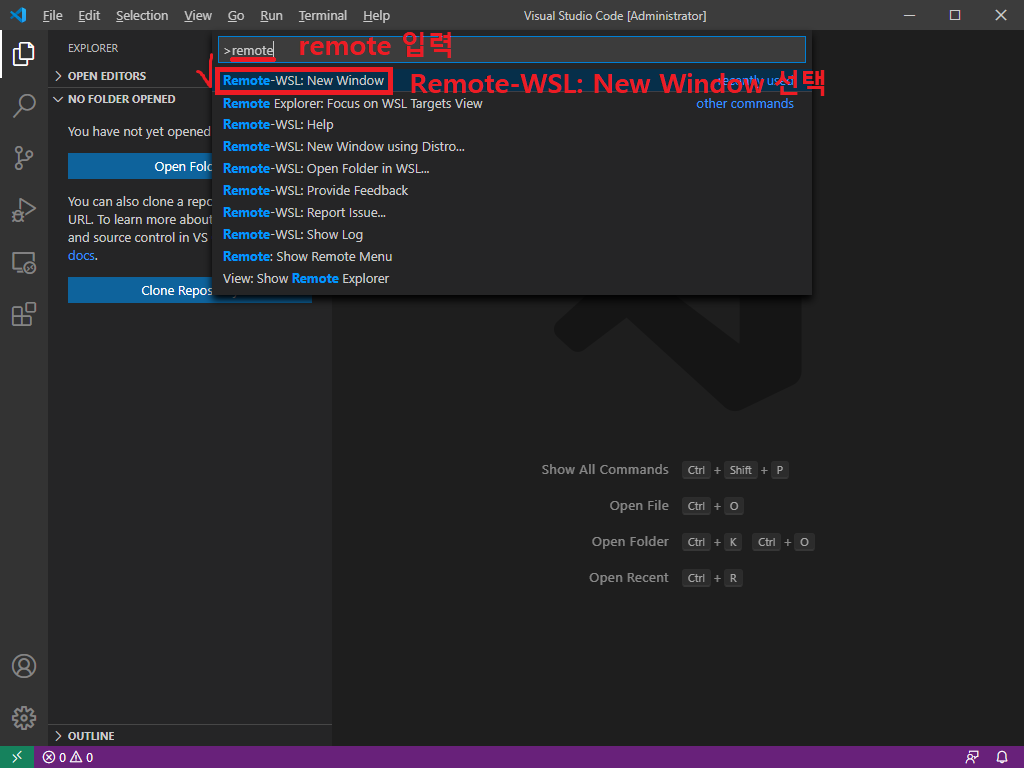 File Edit Selection View Go Run Terminal Help Visual Studio Code [Administrator]
EXPLORER
>remote remote 입력
OPEN EDITORS
Remote-WSL: New Window recently used
Remote-WSL: New Window 선택
NO FOLDER OPENED
Remote Explorer: Focus on WSL Targets View other commands
Remote-WSL: Help
Remote-WSL: New Window using Distro...
Remote-WSL: Open Folder in WSL...
Remote-WSL: Provide Feedback
Remote-WSL: Report Issue...
Remote-WSL: Show Log
Remote: Show Remote Menu
View: Show Remote Explorer
You have not yet opened
Open
You can also clone a
URL. To learn more about
and source control in VS
docs.
Clone
Show All Commands Ctrl + Shift + P
Open File Ctrl + O
Open Folder Ctrl + K Ctrl + O
Open Recent Ctrl + R
OUTLINE
0 0